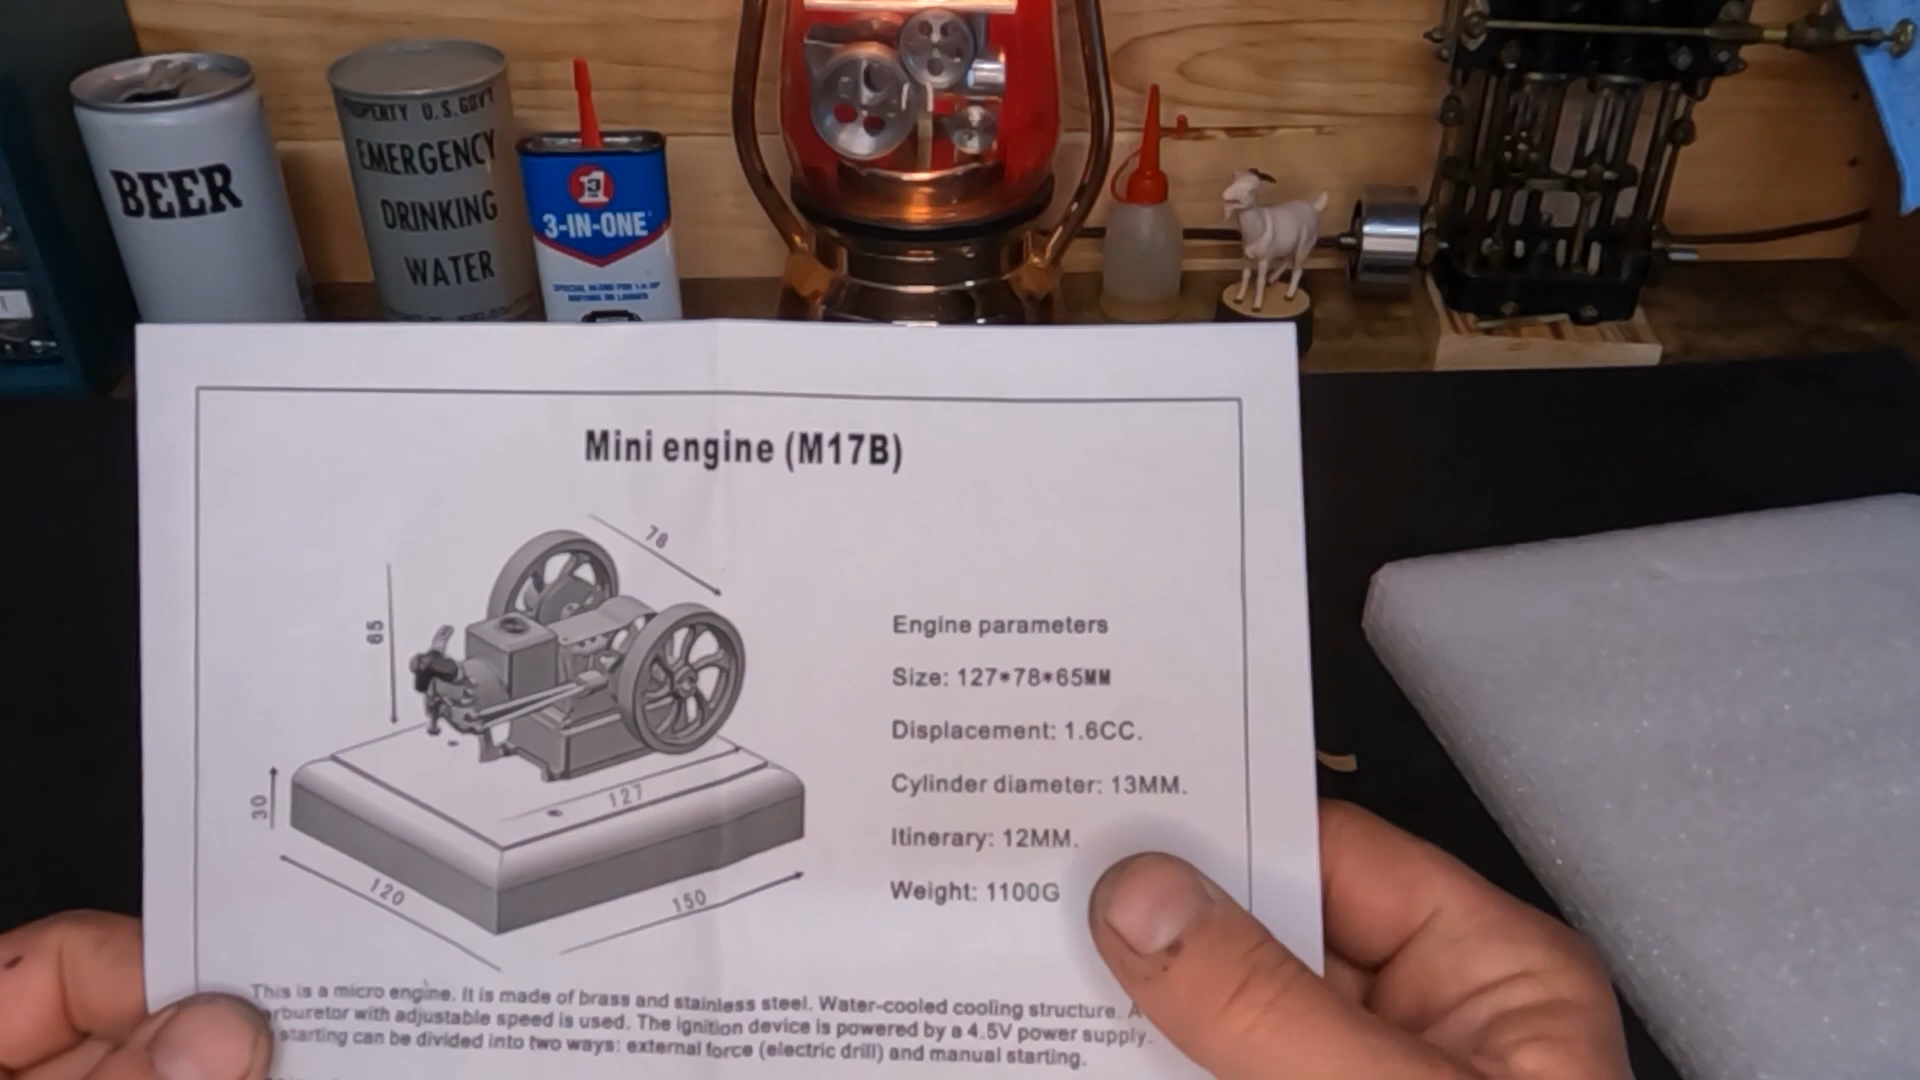 BEER
PROPERTY U.S.GOV'T
EMERGENCY
DRINKING
WATER
3
1
3-IN-ONE
Mini engine (M17B)
78
65
30
127
120
150
Engine parameters
Size: 127*78*65MM
Displacement: 1.6CC.
Cylinder diameter: 13MM.
Itinerary: 12MM.
Weight: 1100G
This is a micro engine. It is made of brass and stainless steel. Water-cooled cooling structure. A
rburetor with adjustable speed is used. The ignition device is powered by a 4.5V power supply.
starting can be divided into two ways: external force (electric drill) and manual starting.